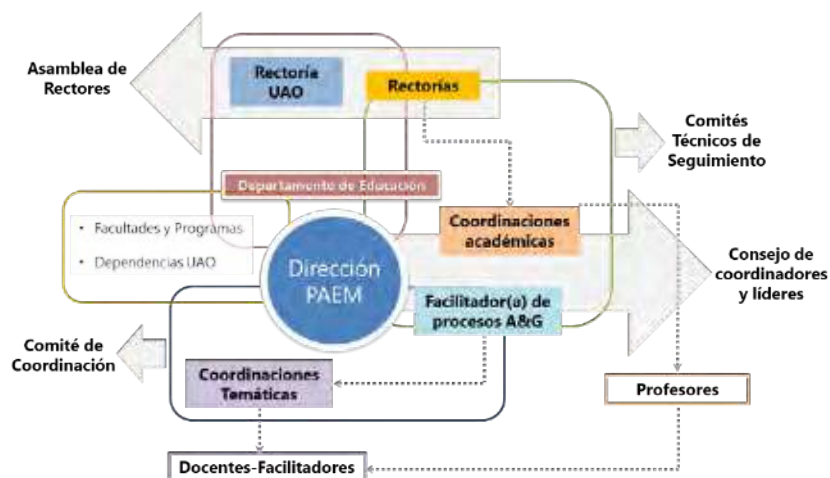 Asamblea de
Rectores
Rectoría
UAO
Rectorías
Comités
Técnicos de
Seguimiento
Departamento de Educación
• Facultades y Programas
• Dependencias UAO
Dirección
PAEM
Coordinaciones
académicas
Consejo de
coordinadores
y líderes
Facilitador(a) de
procesos A&G
Comité de
Coordinación
Coordinaciones
Temáticas
Profesores
Docentes-Facilitadores